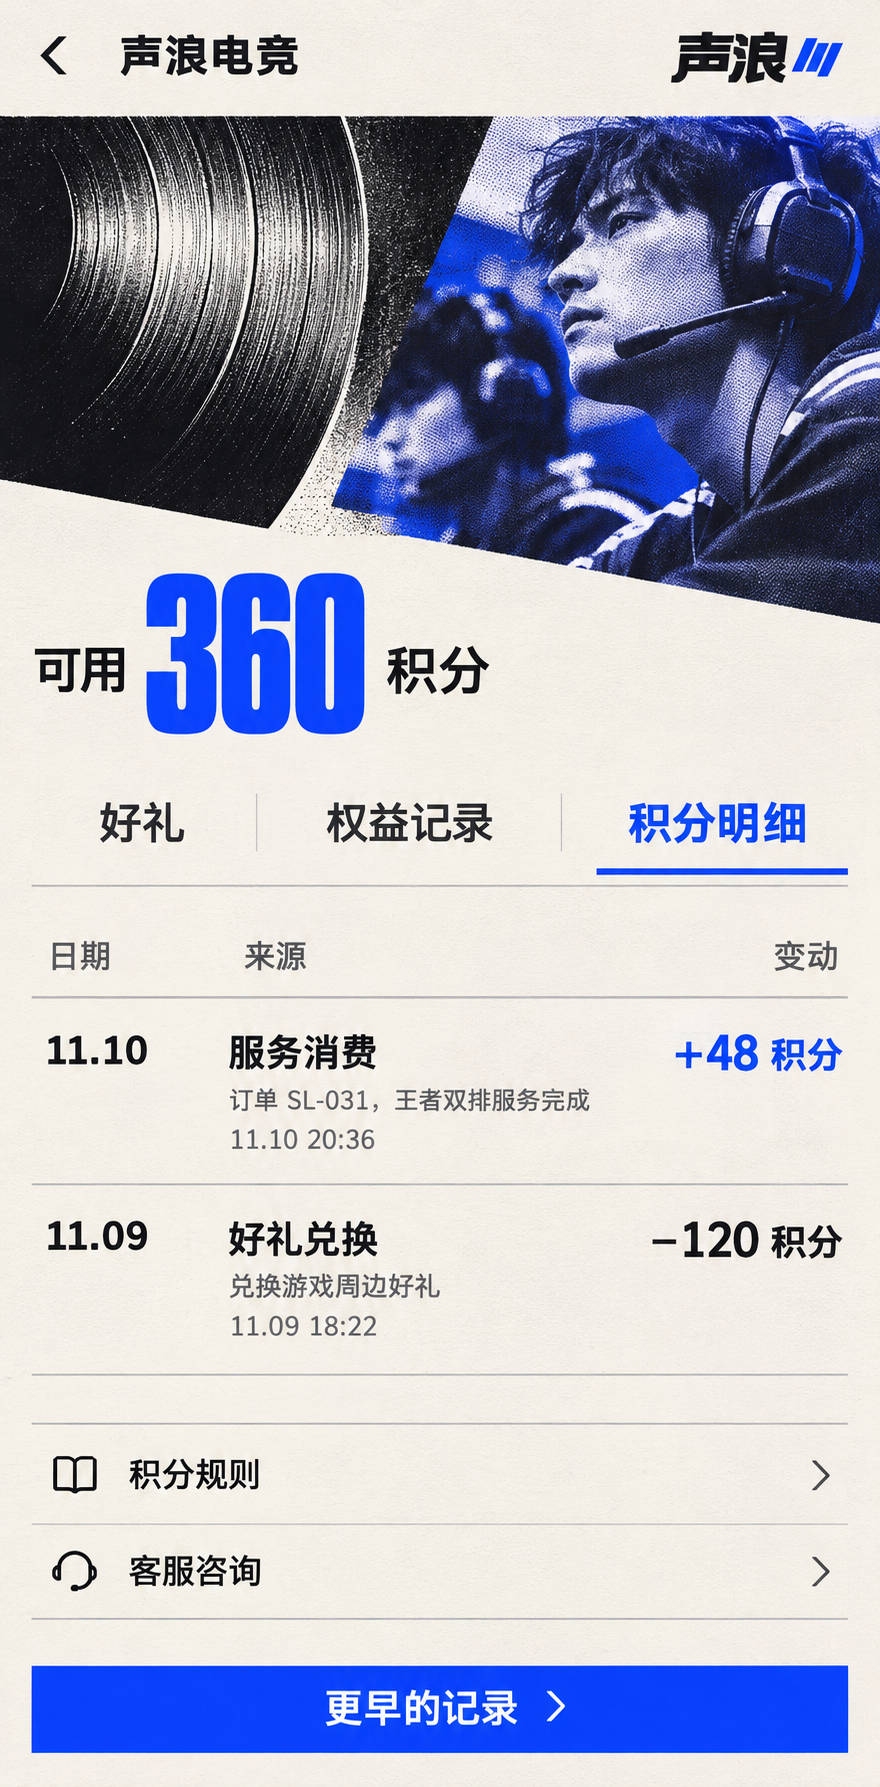 声浪电竞
声浪
可用 360 积分
好礼 权益记录 积分明细
日期 来源 变动
11.10 服务消费 +48 积分
订单 SL-031，王者双排服务完成
11.10 20:36
11.09 好礼兑换 −120 积分
兑换游戏周边好礼
11.09 18:22
积分规则
客服咨询
更早的记录